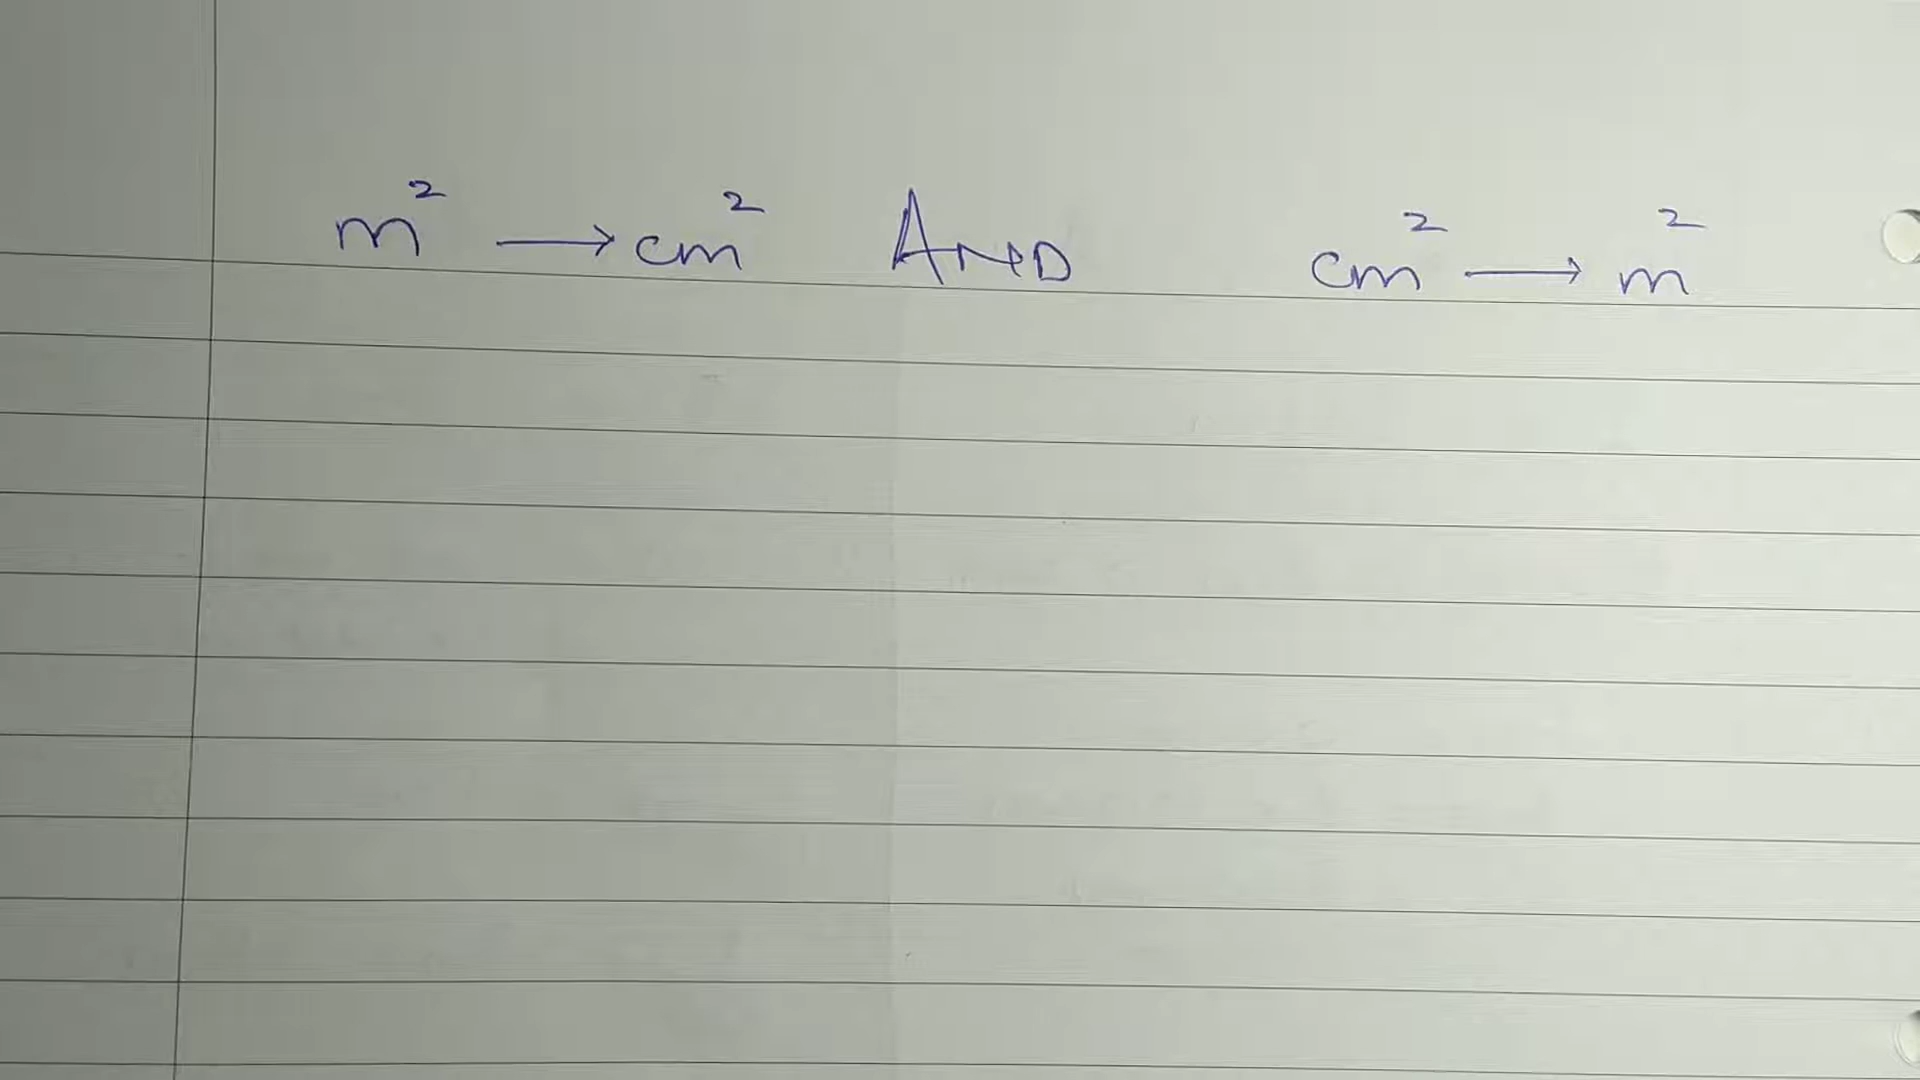 m² → cm² AND cm² → m²